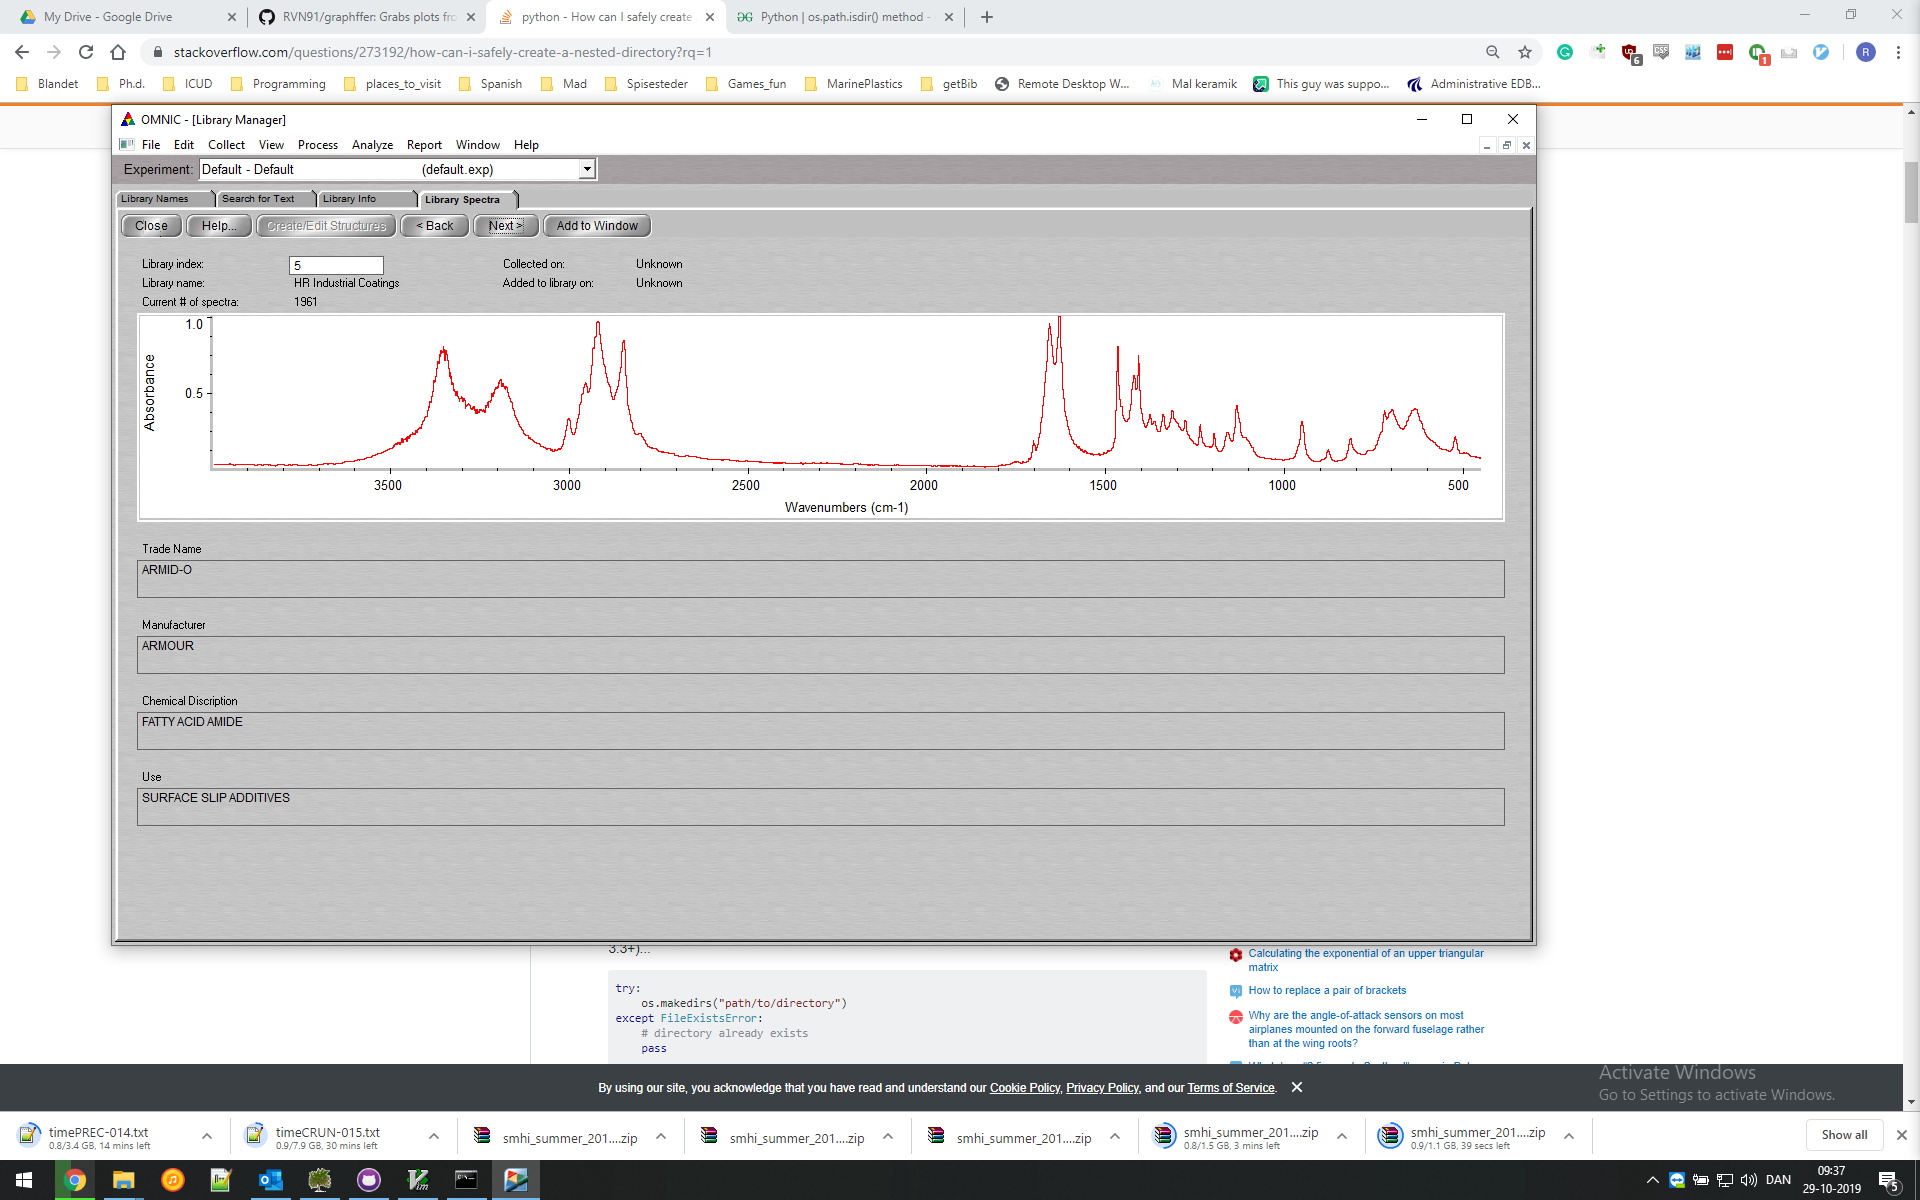 My Drive - Google Drive
RVN91/graphffer: Grabs plots fro
python - How can I safely create
Python | os.path.isdir() method -
stackoverflow.com/questions/273192/how-can-i-safely-create-a-nested-directory?rq=1
6
1
R
Blandet
Ph.d.
ICUD
Programming
places_to_visit
Spanish
Mad
Spisesteder
Games_fun
MarinePlastics
getBib
Remote Desktop W...
Mal keramik
This guy was suppo...
Administrative EDB...
OMNIC - [Library Manager]
File Edit Collect View Process Analyze Report Window Help
Experiment: Default - Default (default.exp)
Library Names
Search for Text
Library Info
Library Spectra
Close
Help...
Create/Edit Structures
< Back
Next >
Add to Window
Library index: 5 Collected on: Unknown
Library name: HR Industrial Coatings Added to library on: Unknown
Current # of spectra: 1961
1.0
0.5
Absorbance
3500 3000 2500 2000 1500 1000 500
Wavenumbers (cm-1)
Trade Name
ARMID-O
Manufacturer
ARMOUR
Chemical Discription
FATTY ACID AMIDE
Use
SURFACE SLIP ADDITIVES
3.3+)...
try:
os.makedirs("path/to/directory")
except FileExistsError:
# directory already exists
pass
Calculating the exponential of an upper triangular
matrix
How to replace a pair of brackets
Why are the angle-of-attack sensors on most
airplanes mounted on the forward fuselage rather
than at the wing roots?
By using our site, you acknowledge that you have read and understand our Cookie Policy, Privacy Policy, and our Terms of Service.
Activate Windows
Go to Settings to activate Windows.
timePREC-014.txt
0.8/3.4 GB, 14 mins left
timeCRUN-015.txt
0.9/7.9 GB, 30 mins left
smhi_summer_201....zip
smhi_summer_201....zip
smhi_summer_201....zip
smhi_summer_201....zip
0.8/1.5 GB, 3 mins left
smhi_summer_201....zip
0.9/1.1 GB, 39 secs left
Show all
DAN
09:37
29-10-2019
5